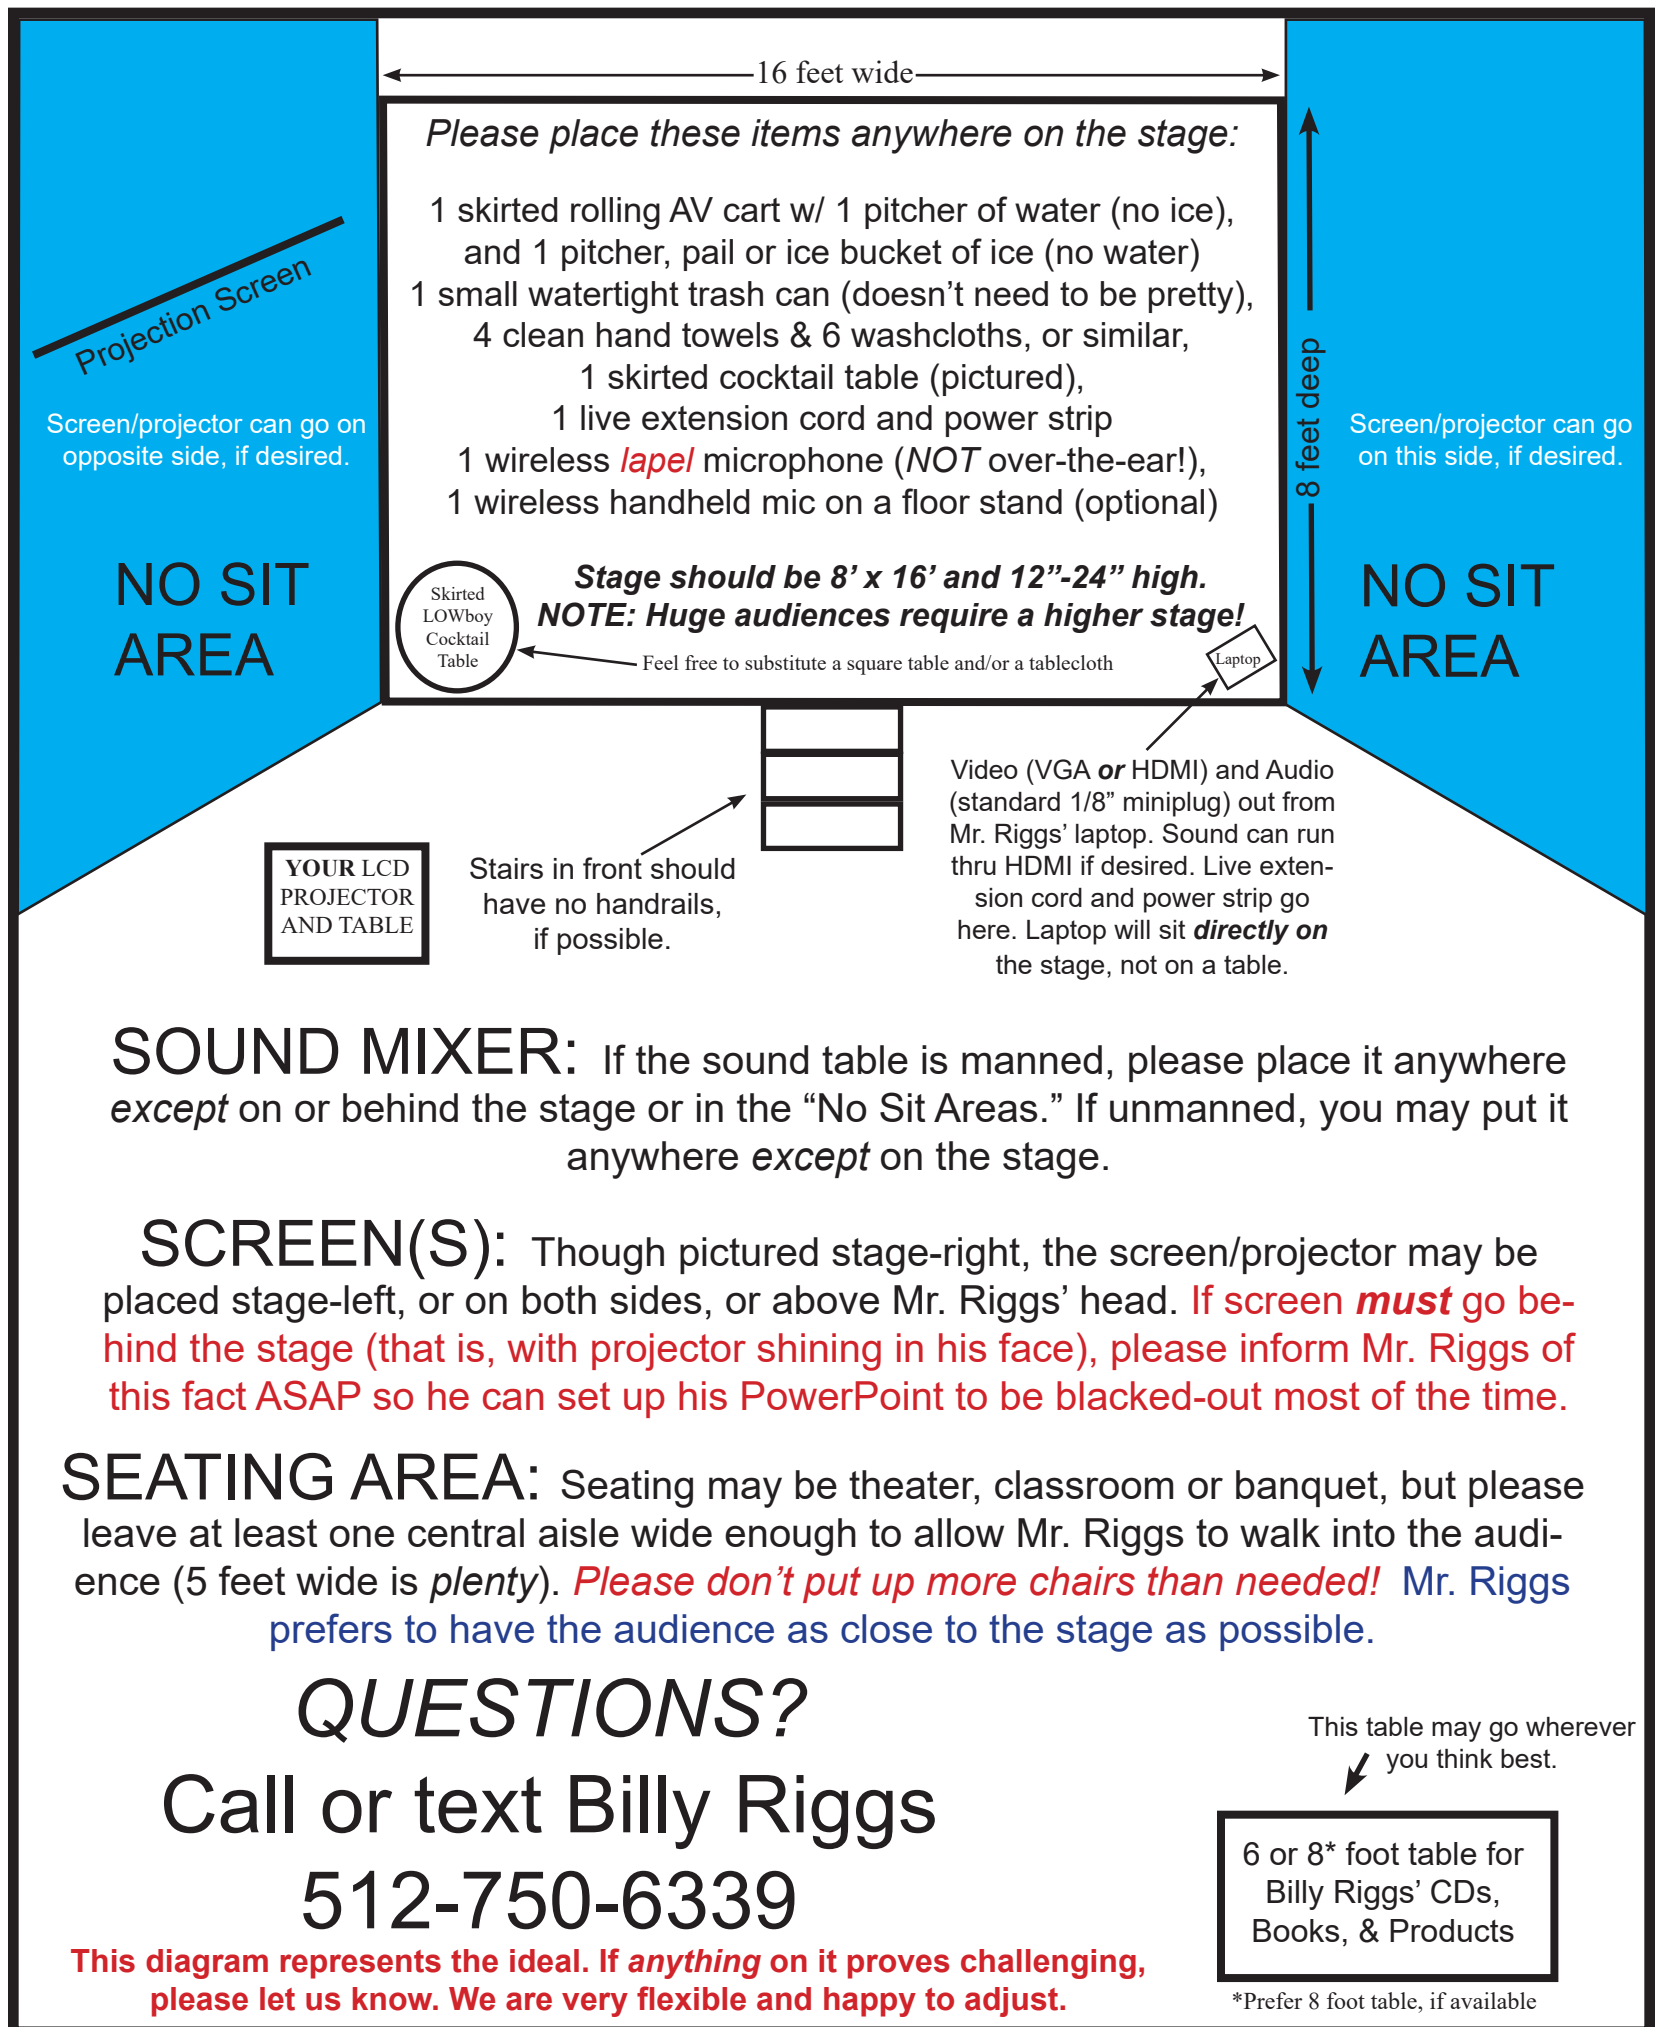 16 feet wide
Please place these items anywhere on the stage:
1 skirted rolling AV cart w/ 1 pitcher of water (no ice),
and 1 pitcher, pail or ice bucket of ice (no water)
1 small watertight trash can (doesn’t need to be pretty),
4 clean hand towels & 6 washcloths, or similar,
1 skirted cocktail table (pictured),
1 live extension cord and power strip
1 wireless lapel microphone (NOT over-the-ear!),
1 wireless handheld mic on a floor stand (optional)
Stage should be 8’ x 16’ and 12”-24” high.
NOTE: Huge audiences require a higher stage!
Skirted
LOWboy
Cocktail
Table
Feel free to substitute a square table and/or a tablecloth
Laptop
8 feet deep
Projection Screen
Screen/projector can go on
opposite side, if desired.
NO SIT
AREA
Screen/projector can go
on this side, if desired.
NO SIT
AREA
YOUR LCD
PROJECTOR
AND TABLE
Stairs in front should
have no handrails,
if possible.
Video (VGA or HDMI) and Audio
(standard 1/8” miniplug) out from
Mr. Riggs’ laptop. Sound can run
thru HDMI if desired. Live exten-
sion cord and power strip go
here. Laptop will sit directly on
the stage, not on a table.
SOUND MIXER: If the sound table is manned, please place it anywhere
except on or behind the stage or in the “No Sit Areas.” If unmanned, you may put it
anywhere except on the stage.
SCREEN(S): Though pictured stage-right, the screen/projector may be
placed stage-left, or on both sides, or above Mr. Riggs’ head. If screen must go be-
hind the stage (that is, with projector shining in his face), please inform Mr. Riggs of
this fact ASAP so he can set up his PowerPoint to be blacked-out most of the time.
SEATING AREA: Seating may be theater, classroom or banquet, but please
leave at least one central aisle wide enough to allow Mr. Riggs to walk into the audi-
ence (5 feet wide is plenty). Please don’t put up more chairs than needed! Mr. Riggs
prefers to have the audience as close to the stage as possible.
QUESTIONS?
Call or text Billy Riggs
512-750-6339
This diagram represents the ideal. If anything on it proves challenging,
please let us know. We are very flexible and happy to adjust.
This table may go wherever
you think best.
6 or 8* foot table for
Billy Riggs’ CDs,
Books, & Products
*Prefer 8 foot table, if available